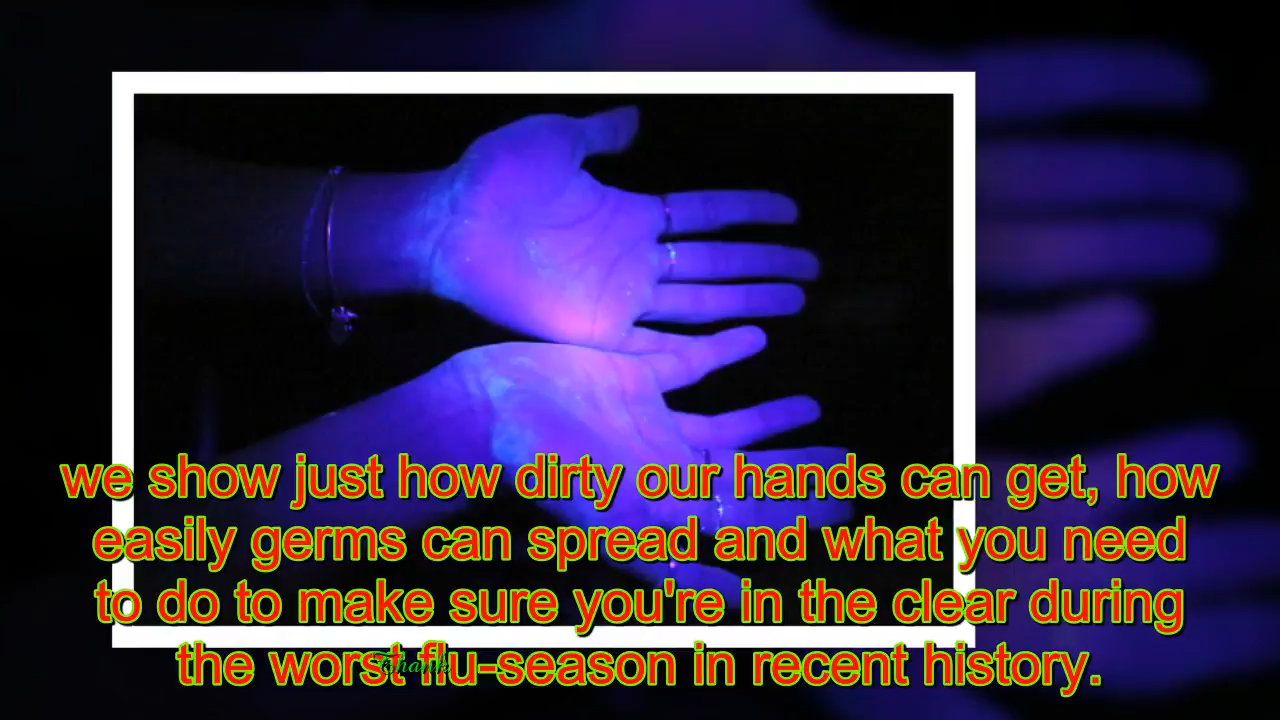 we show just how dirty our hands can get, how
easily germs can spread and what you need
to do to make sure you're in the clear during
the worst flu-season in recent history.